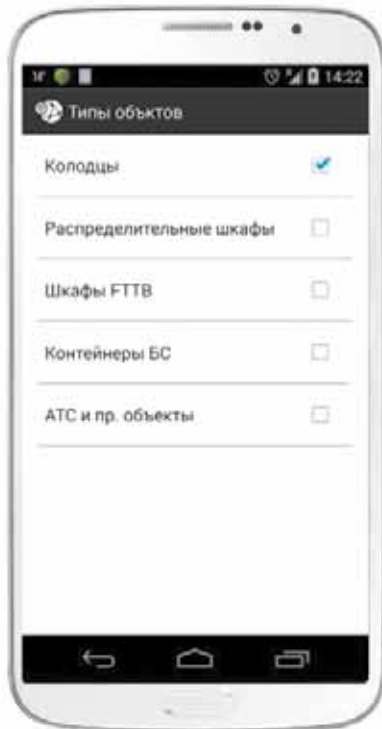 14:22
Типы объктов
Колодцы
Распределительные шкафы
Шкафы FTTB
Контейнеры БС
АТС и пр. объекты